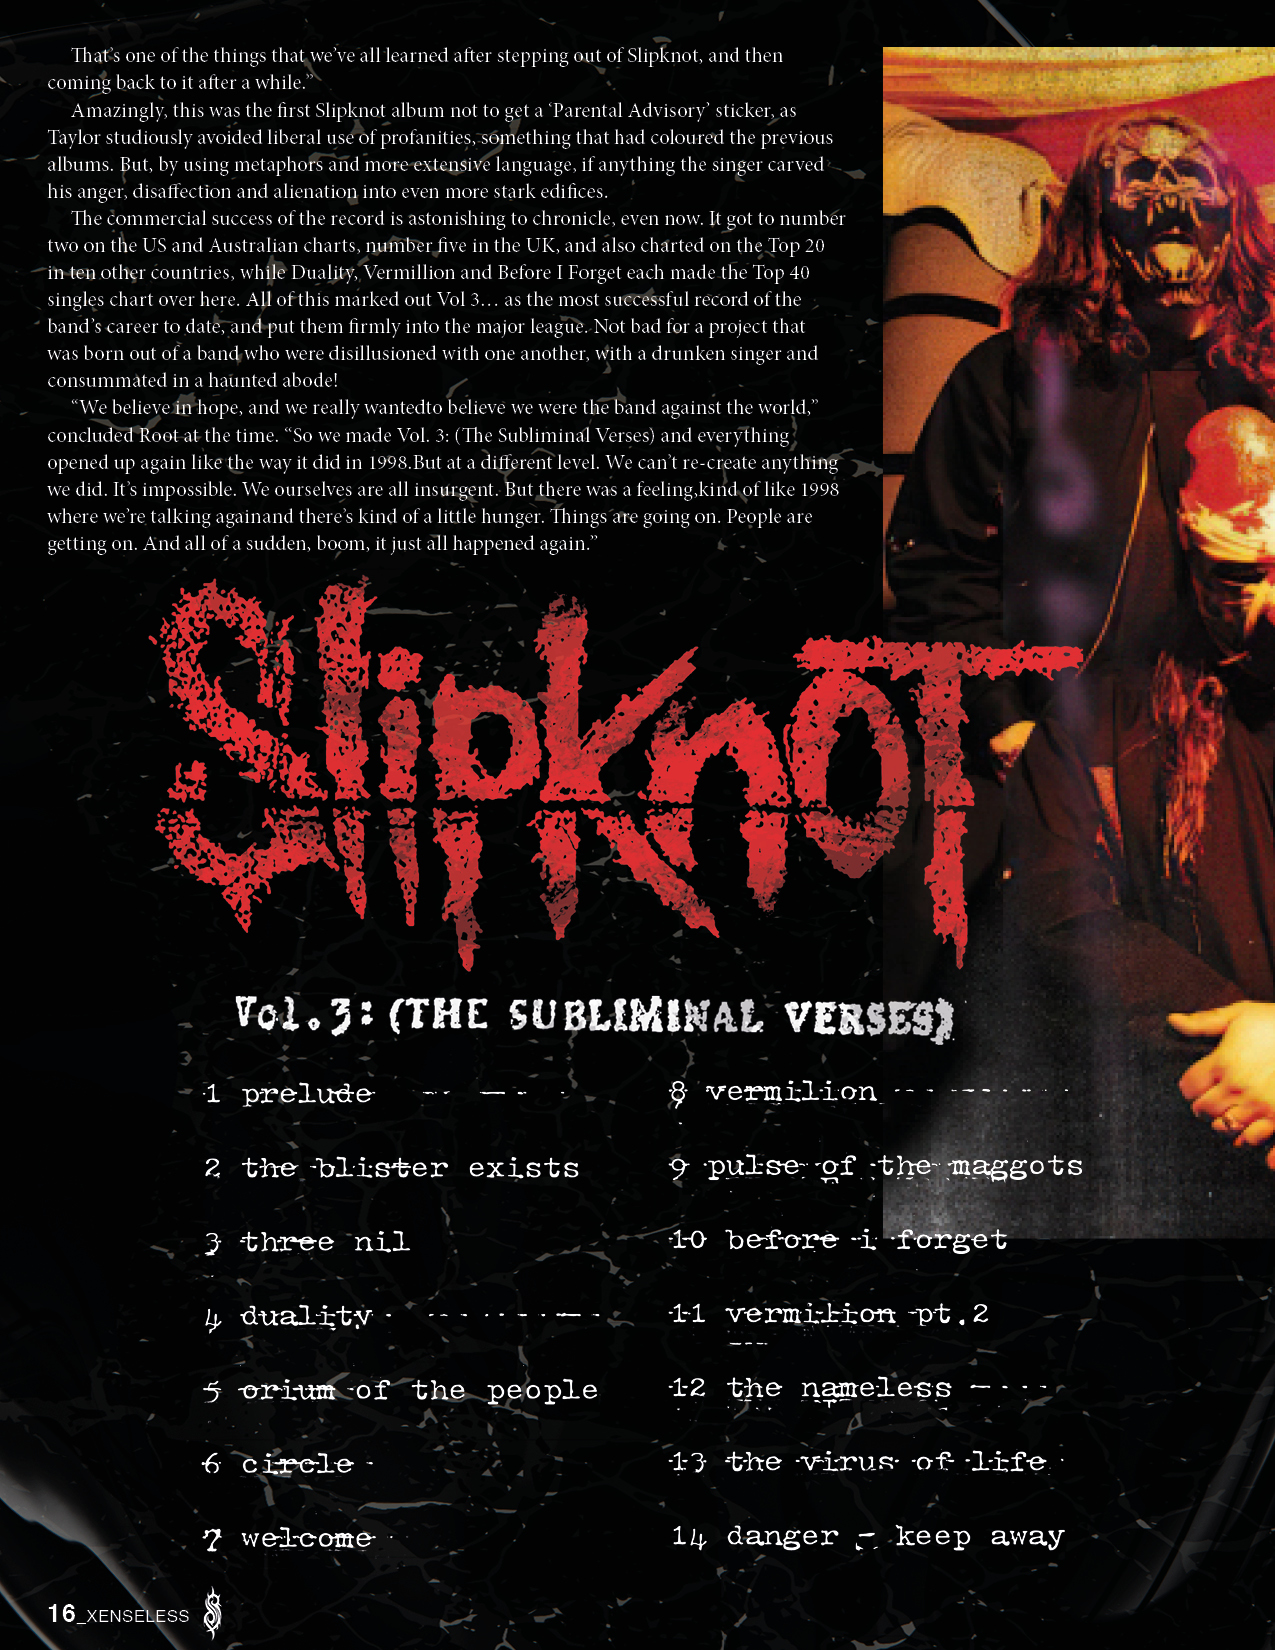 That's one of the things that we've all learned after stepping out of Slipknot, and then
coming back to it after a while.”
Amazingly, this was the first Slipknot album not to get a ‘Parental Advisory’ sticker, as
Taylor studiously avoided liberal use of profanities, something that had coloured the previous
albums. But, by using metaphors and more extensive language, if anything the singer carved
his anger, disaffection and alienation into even more stark edifices.
The commercial success of the record is astonishing to chronicle, even now. It got to number
two on the US and Australian charts, number five in the UK, and also charted on the Top 20
in ten other countries, while Duality, Vermillion and Before I Forget each made the Top 40
singles chart over here. All of this marked out Vol 3… as the most successful record of the
band's career to date, and put them firmly into the major league. Not bad for a project that
was born out of a band who were disillusioned with one another, with a drunken singer and
consummated in a haunted abode!
“We believe in hope, and we really wantedto believe we were the band against the world,”
concluded Root at the time. “So we made Vol. 3: (The Subliminal Verses) and everything
opened up again like the way it did in 1998.But at a different level. We can't re-create anything
we did. It's impossible. We ourselves are all insurgent. But there was a feeling,kind of like 1998
where we're talking againand there's kind of a little hunger. Things are going on. People are
getting on. And all of a sudden, boom, it just all happened again.”
Slipknot
Vol.3: (THE SUBLIMINAL VERSES)
1 prelude
2 the blister exists
3 three nil
4 duality
5 orium of the people
6 circle
7 welcome
8 vermilion
9 pulse of the maggots
10 before i forget
11 vermilion pt.2
12 the nameless
13 the virus of life
14 danger - keep away
16_XENSELESS